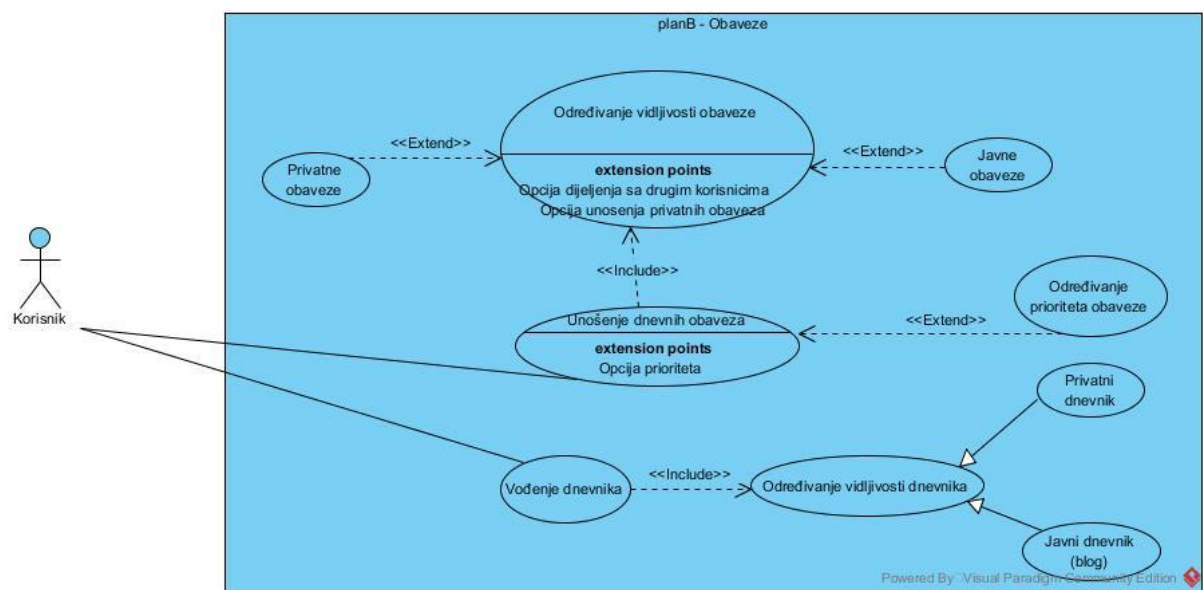 planB - Obaveze
Određivanje vidljivosti obaveze
<<Extend>>
<<Extend>>
Privatne
obaveze
extension points
Opcija dijeljenja sa drugim korisnicima
Opcija unosenja privatnih obaveza
Javne
obaveze
<<Include>>
Korisnik
Unošenje dnevnih obaveza
extension points
Opcija prioriteta
<<Extend>>
Određivanje
prioriteta obaveze
Privatni
dnevnik
Vođenje dnevnika
<<Include>>
Određivanje vidljivosti dnevnika
Javni dnevnik
(blog)
Powered By Visual Paradigm Community Edition